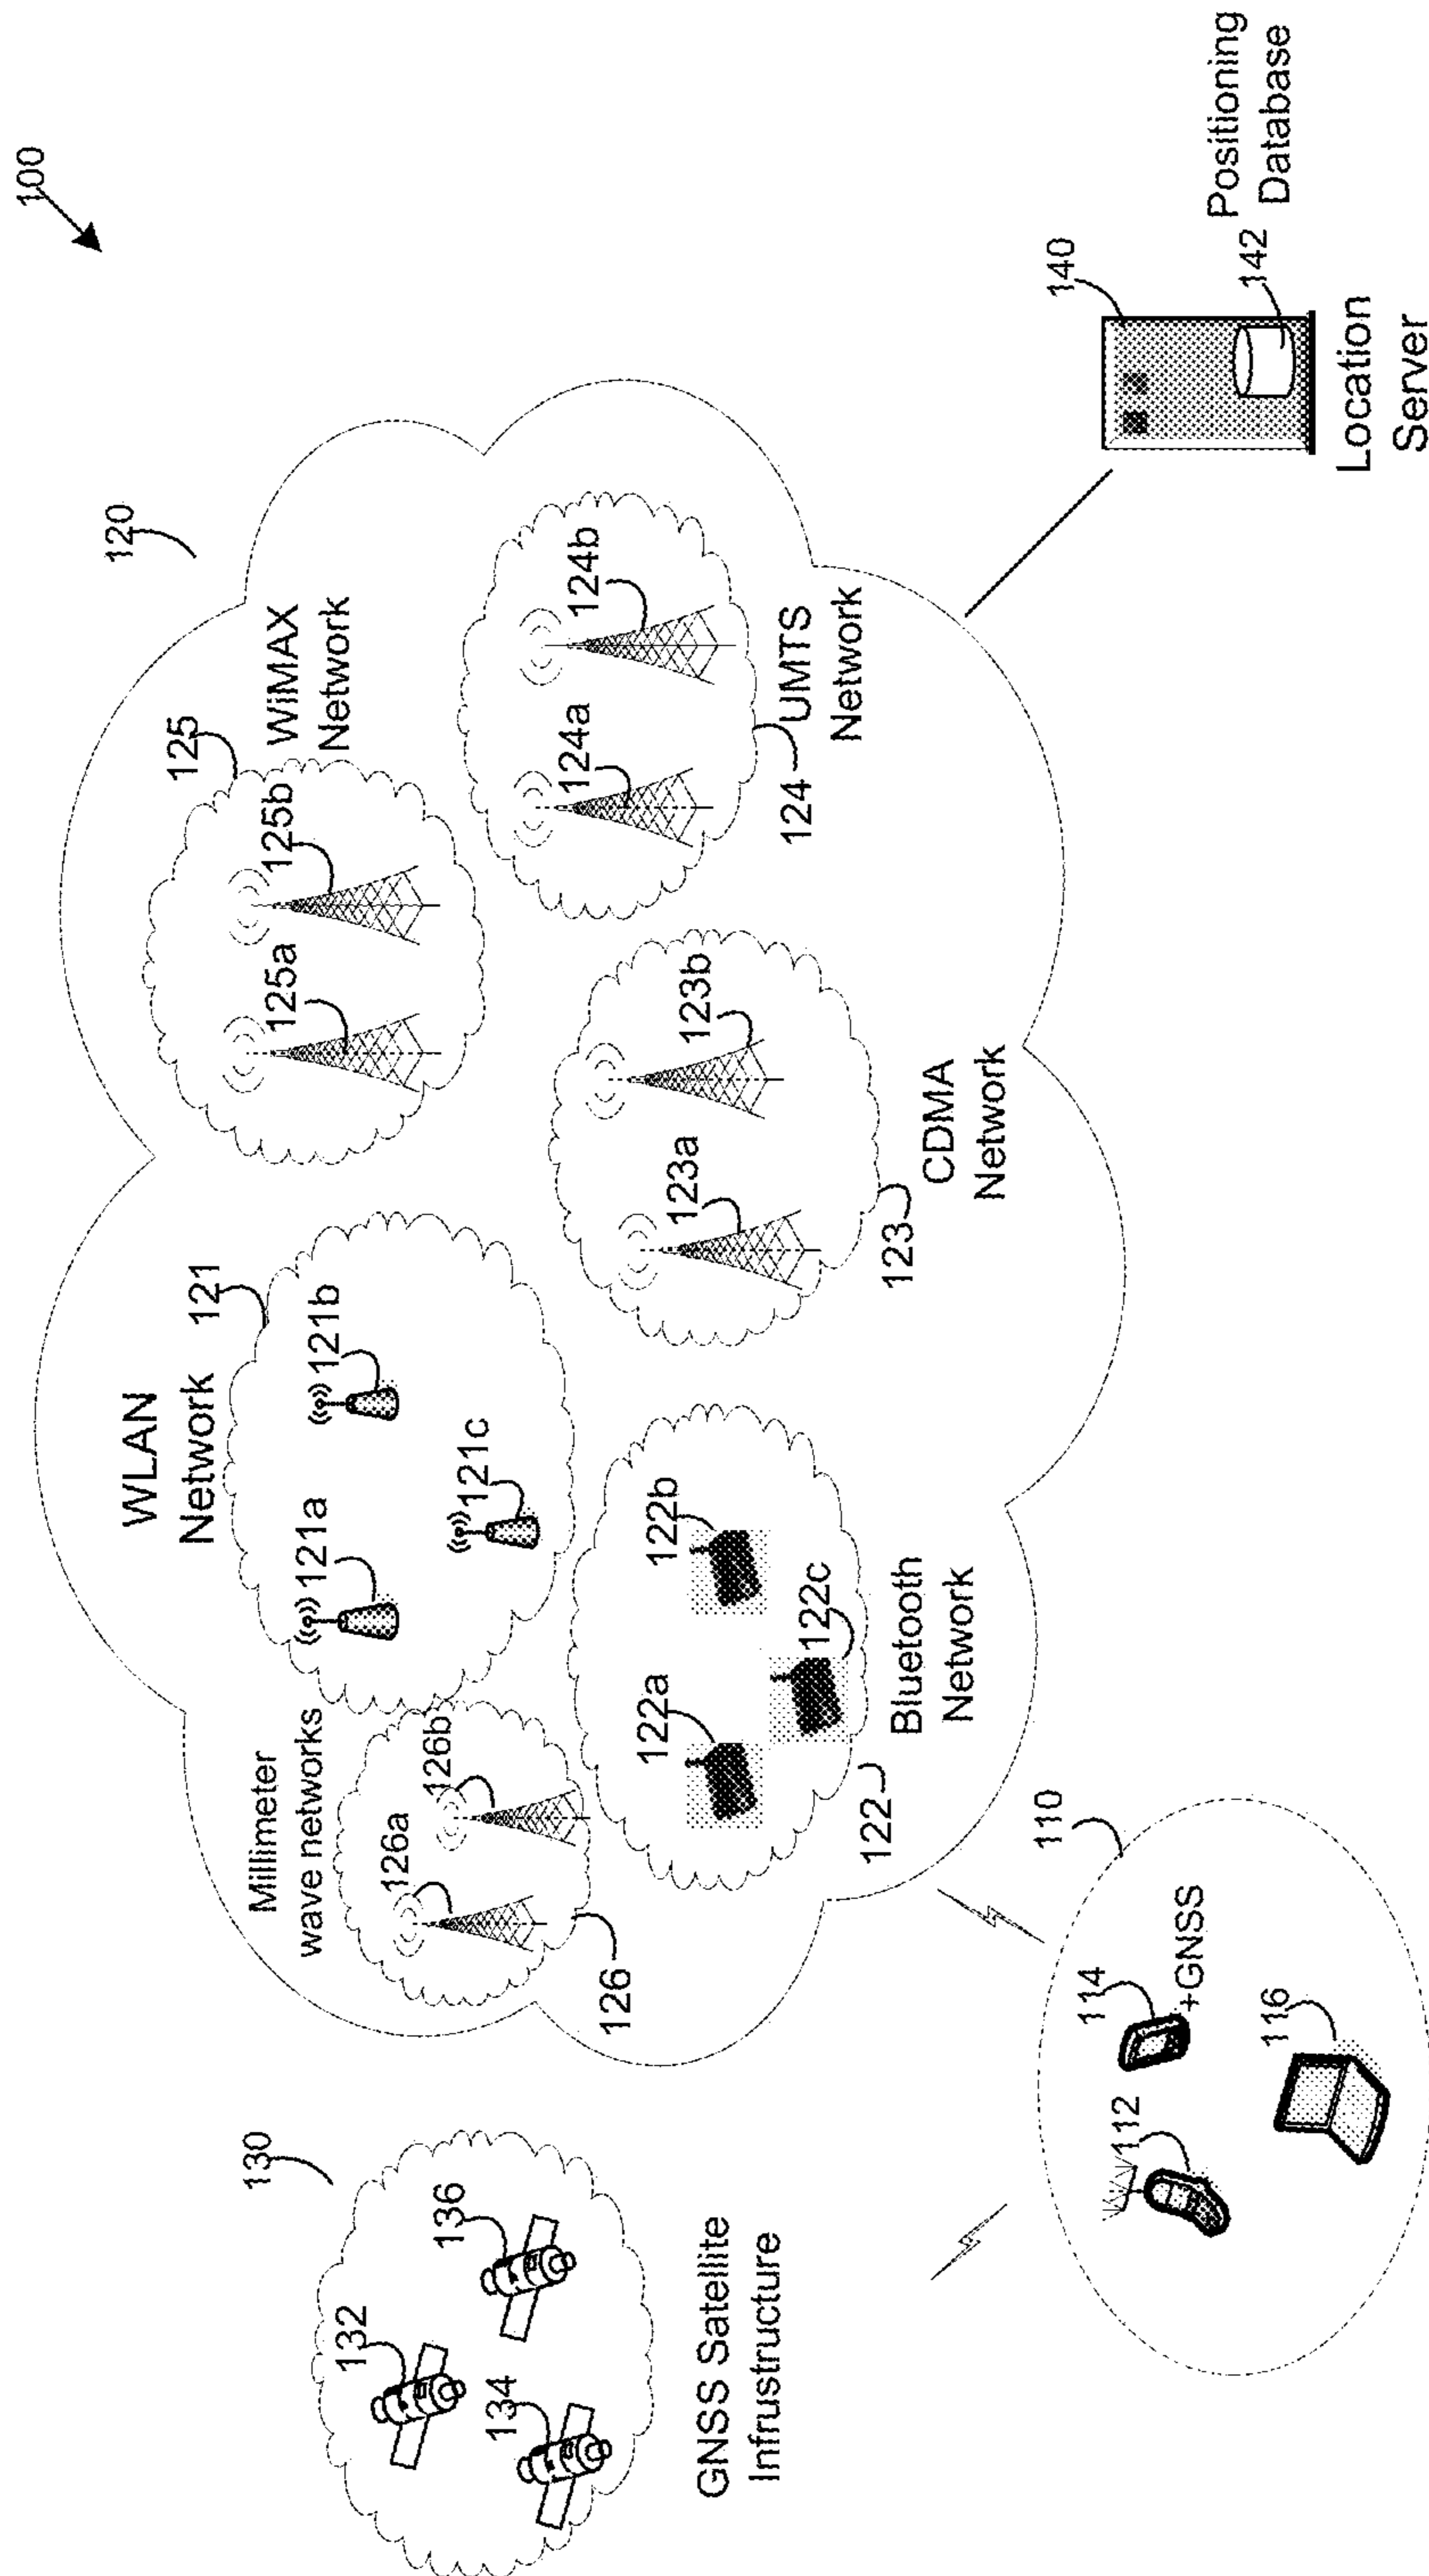 100
120
WLAN
Network
121
121a
121b
121c
125
WiMAX
Network
125a
125b
Millimeter
wave networks
126a
126b
126
122a
122b
122c
122
Bluetooth
Network
123a
123b
123
CDMA
Network
124a
124b
124
UMTS
Network
130
132
134
136
GNSS Satellite
Infrustructure
110
112
114
+GNSS
116
140
142
Positioning
Database
Location
Server